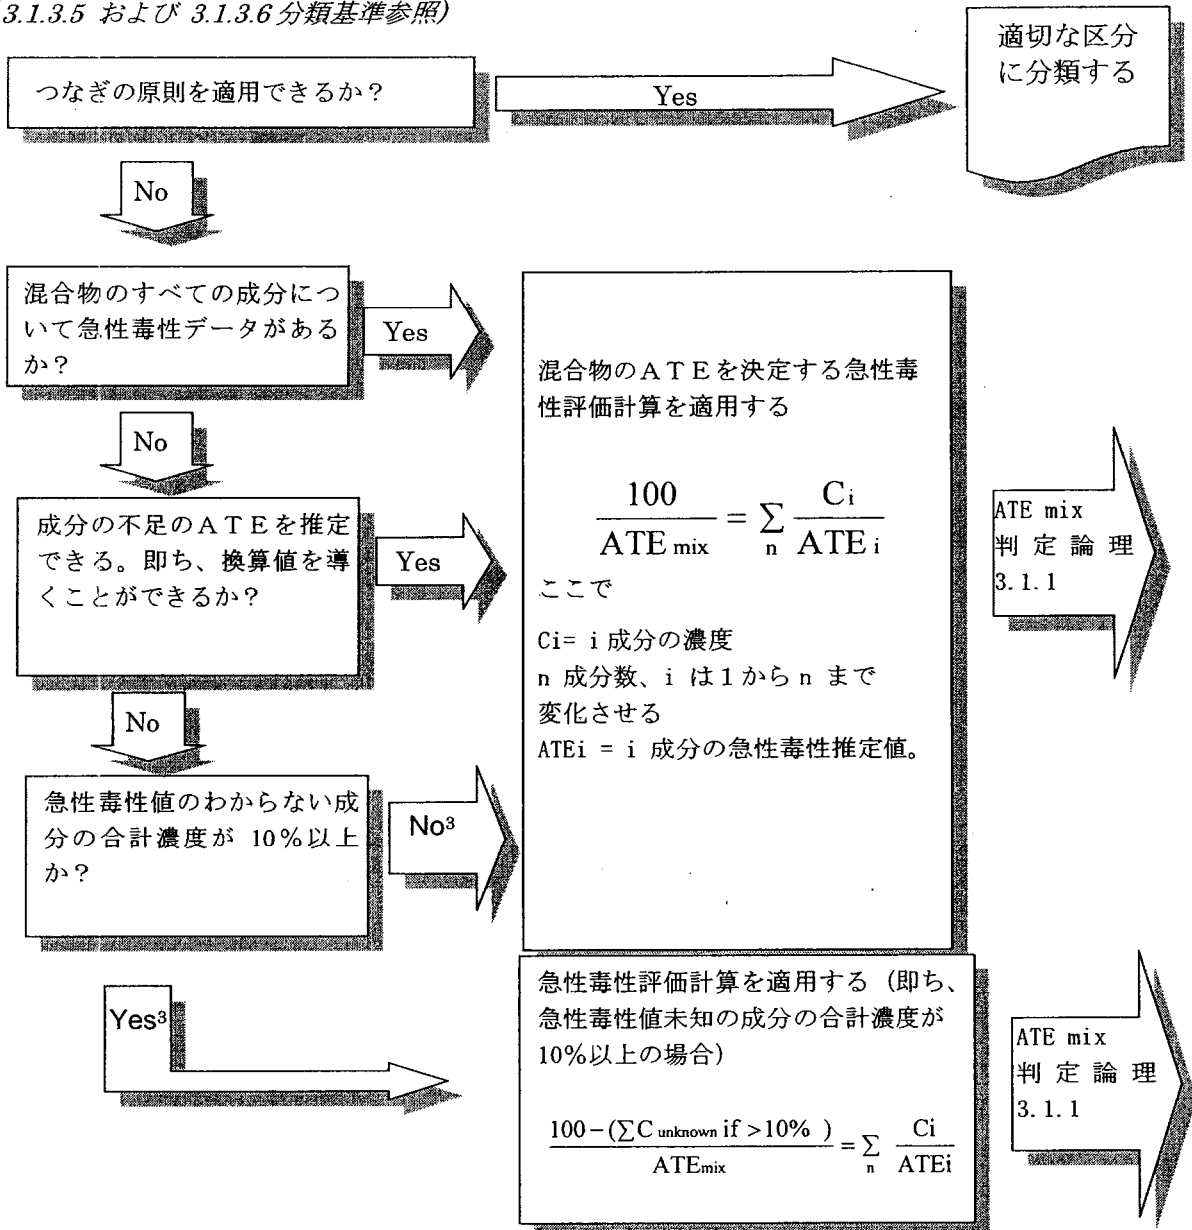 3.1.3.5 および 3.1.3.6分類基準参照)
つなぎの原則を適用できるか?
Yes
適切な区分
に分類する
No
混合物のすべての成分につ
いて急性毒性データがある
か?
Yes
No
成分の不足のATEを推定
できる。即ち、換算値を導
くことができるか?
Yes
No
急性毒性値のわからない成
分の合計濃度が 10%以上
か?
No³
混合物のATEを決定する急性毒
性評価計算を適用する
100 / ATE mix = ∑ n Ci / ATE i
ここで
Ci= i 成分の濃度
n 成分数、i は1から n まで
変化させる
ATEi = i 成分の急性毒性推定値。
ATE mix
判定論理
3.1.1
Yes³
急性毒性評価計算を適用する(即ち、
急性毒性値未知の成分の合計濃度が
10%以上の場合)
100-(∑C unknown if >10% ) / ATEmix = ∑ n Ci / ATEi
ATE mix
判定論理
3.1.1